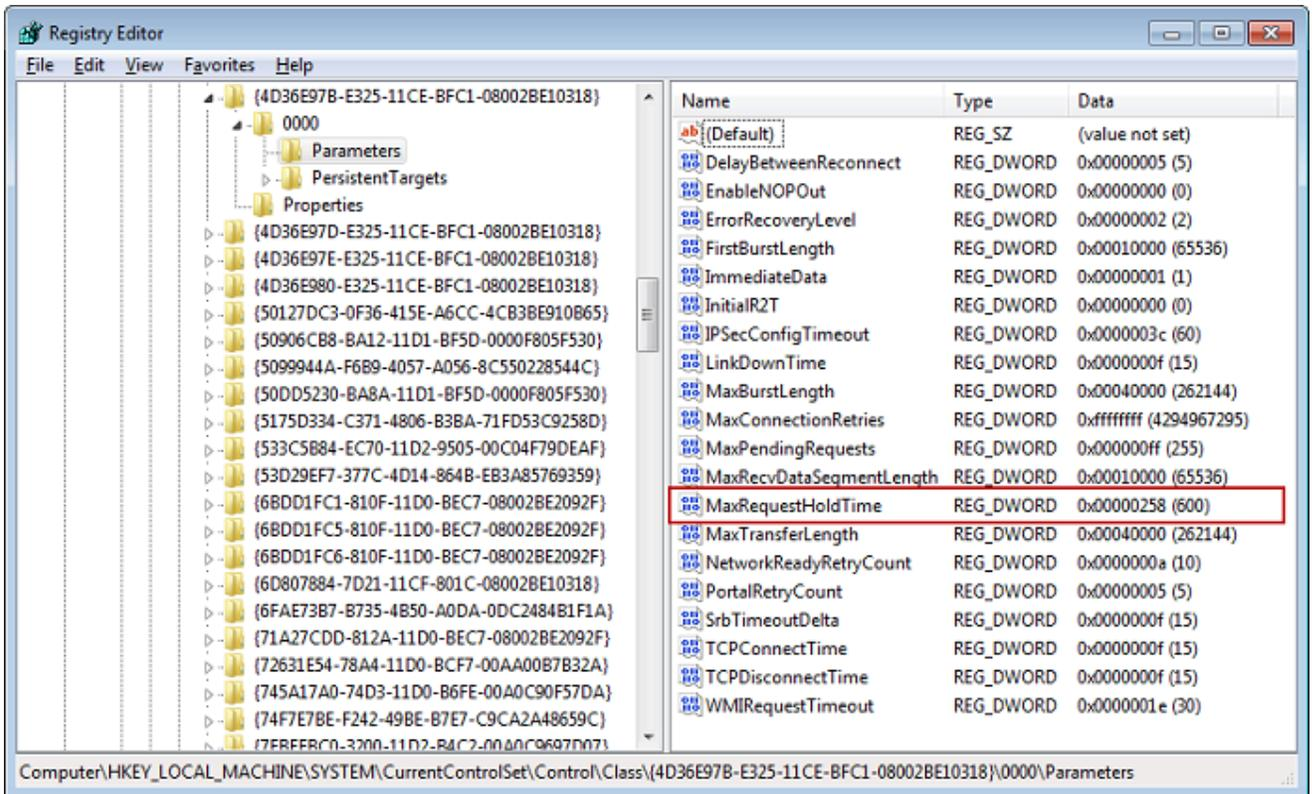 Registry Editor
File Edit View Favorites Help
{4D36E97B-E325-11CE-BFC1-08002BE10318}
0000
Parameters
PersistentTargets
Properties
{4D36E97D-E325-11CE-BFC1-08002BE10318}
{4D36E97E-E325-11CE-BFC1-08002BE10318}
{4D36E980-E325-11CE-BFC1-08002BE10318}
{50127DC3-0F36-415E-A6CC-4CB3BE910B65}
{50906CB8-BA12-11D1-BF5D-0000F805F530}
{5099944A-F6B9-4057-A056-8C550228544C}
{50DD5230-BA8A-11D1-BF5D-0000F805F530}
{5175D334-C371-4806-B3BA-71FD53C9258D}
{533C5B84-EC70-11D2-9505-00C04F79DEAF}
{53D29EF7-377C-4D14-864B-EB3A85769359}
{6BDD1FC1-810F-11D0-BEC7-08002BE2092F}
{6BDD1FC5-810F-11D0-BEC7-08002BE2092F}
{6BDD1FC6-810F-11D0-BEC7-08002BE2092F}
{6D807884-7D21-11CF-801C-08002BE10318}
{6FAE73B7-B735-4B50-A0DA-0DC2484B1F1A}
{71A27CDD-812A-11D0-BEC7-08002BE2092F}
{72631E54-78A4-11D0-BCF7-00AA00B7B32A}
{745A17A0-74D3-11D0-B6FE-00A0C90F57DA}
{74F7E7BE-F242-49BE-B7E7-C9CA2A48659C}
{7EBEFBC0-3200-11D2-B4C2-00A0C9697D07}
Name Type Data
(Default) REG_SZ (value not set)
DelayBetweenReconnect REG_DWORD 0x00000005 (5)
EnableNOPOut REG_DWORD 0x00000000 (0)
ErrorRecoveryLevel REG_DWORD 0x00000002 (2)
FirstBurstLength REG_DWORD 0x00010000 (65536)
ImmediateData REG_DWORD 0x00000001 (1)
InitialR2T REG_DWORD 0x00000000 (0)
IPSecConfigTimeout REG_DWORD 0x0000003c (60)
LinkDownTime REG_DWORD 0x0000000f (15)
MaxBurstLength REG_DWORD 0x00040000 (262144)
MaxConnectionRetries REG_DWORD 0xffffffff (4294967295)
MaxPendingRequests REG_DWORD 0x000000ff (255)
MaxRecvDataSegmentLength REG_DWORD 0x00010000 (65536)
MaxRequestHoldTime REG_DWORD 0x00000258 (600)
MaxTransferLength REG_DWORD 0x00040000 (262144)
NetworkReadyRetryCount REG_DWORD 0x0000000a (10)
PortalRetryCount REG_DWORD 0x00000005 (5)
SrbTimeoutDelta REG_DWORD 0x0000000f (15)
TCPConnectTime REG_DWORD 0x0000000f (15)
TCPDisconnectTime REG_DWORD 0x0000000f (15)
WMIRequestTimeout REG_DWORD 0x0000001e (30)
Computer\HKEY_LOCAL_MACHINE\SYSTEM\CurrentControlSet\Control\Class\{4D36E97B-E325-11CE-BFC1-08002BE10318}\0000\Parameters